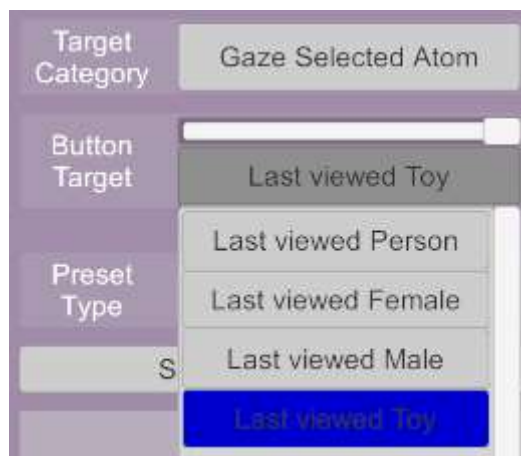 Target
Category
Gaze Selected Atom
Button
Target
Last viewed Toy
Last viewed Person
Preset
Type
Last viewed Female
Last viewed Male
S
Last viewed Toy